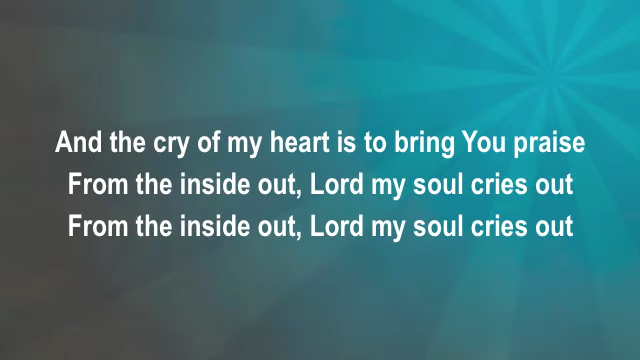 And the cry of my heart is to bring You praise
From the inside out, Lord my soul cries out
From the inside out, Lord my soul cries out